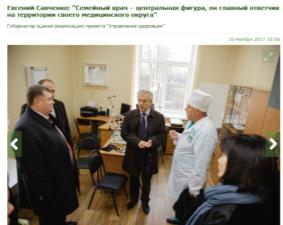 Евгений Савченко: "Семейный врач – центральная фигура, он главный ответчик
на территории своего медицинского округа"
Губернатор оценил реализацию проекта "Управление здоровьем"
10 ноября 2017 10:06